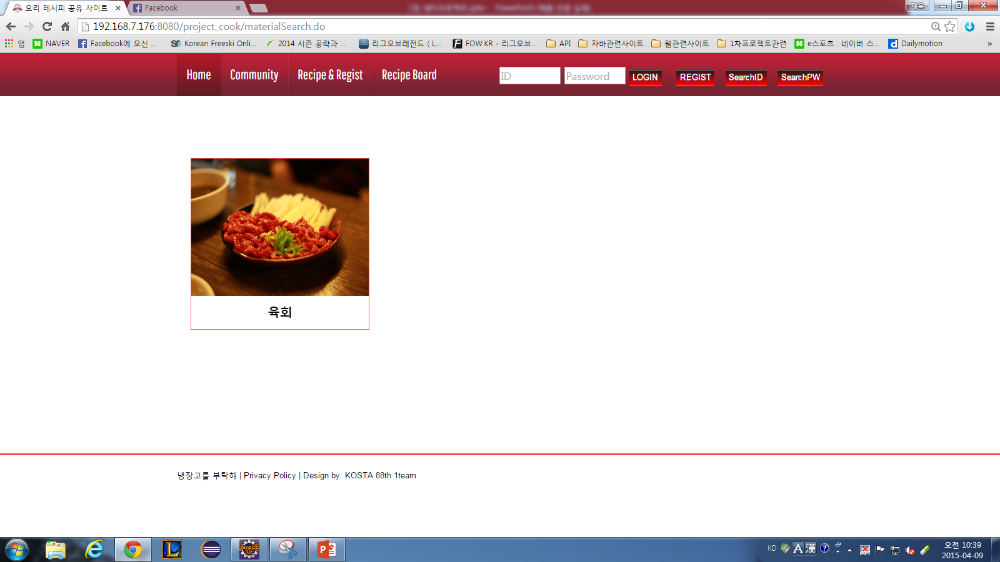 요리 레시피 공유 사이트
Facebook
재욱
192.168.7.176:8080/project_cook/materialSearch.do
앱 NAVER Facebook에 오신 ... Korean Freeski Onli... 2014 시즌 공략과 ... 리그오브레전드 ( L... FOW.KR - 리그오브... API 자바관련사이트 웹관련사이트 1차프로젝트관련 e스포츠 : 네이버 스... Dailymotion »
Home Community Recipe & Regist Recipe Board ID Password LOGIN REGIST SearchID SearchPW
육회
냉장고를 부탁해 | Privacy Policy | Design by: KOSTA 88th 1team
Java EE
IDE
KO A 漢
오전 10:39
2015-04-09